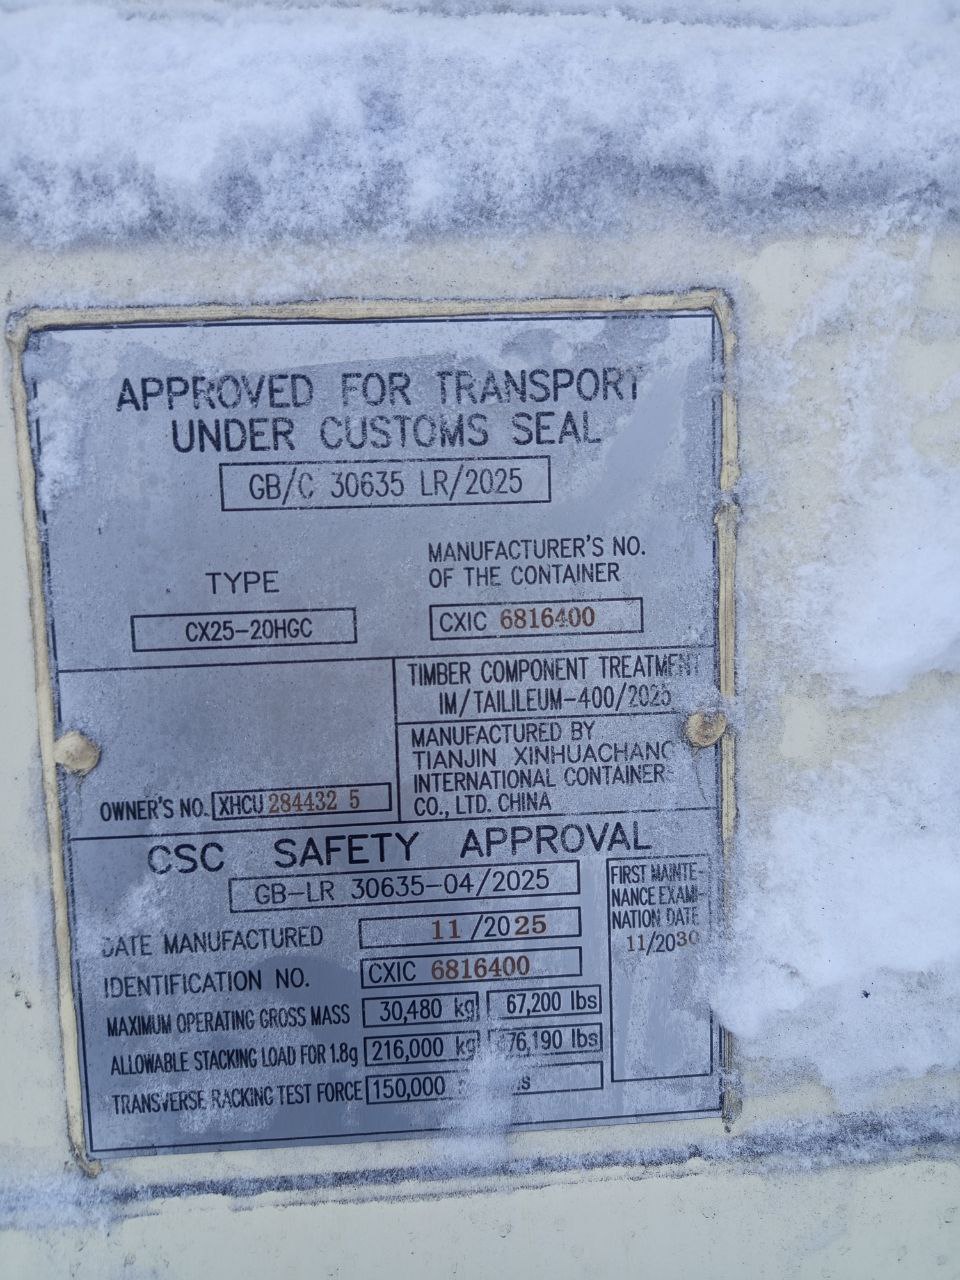 APPROVED FOR TRANSPORT
UNDER CUSTOMS SEAL
GB/C 30635 LR/2025
TYPE
CX25-20HGC
MANUFACTURER'S NO.
OF THE CONTAINER
CXIC 6816400
TIMBER COMPONENT TREATMENT
IM/TAILILEUM-400/2025
MANUFACTURED BY
TIANJIN XINHUACHANG
INTERNATIONAL CONTAINER
CO., LTD. CHINA
OWNER'S NO. XHCU 284432 5
CSC SAFETY APPROVAL
GB-LR 30635-04/2025
DATE MANUFACTURED 11/2025
IDENTIFICATION NO. CXIC 6816400
MAXIMUM OPERATING GROSS MASS 30,480 kg 67,200 lbs
ALLOWABLE STACKING LOAD FOR 1.8g 216,000 kg 476,190 lbs
TRANSVERSE RACKING TEST FORCE 150,000
FIRST MAINTE-
NANCE EXAMI-
NATION DATE
11/2030